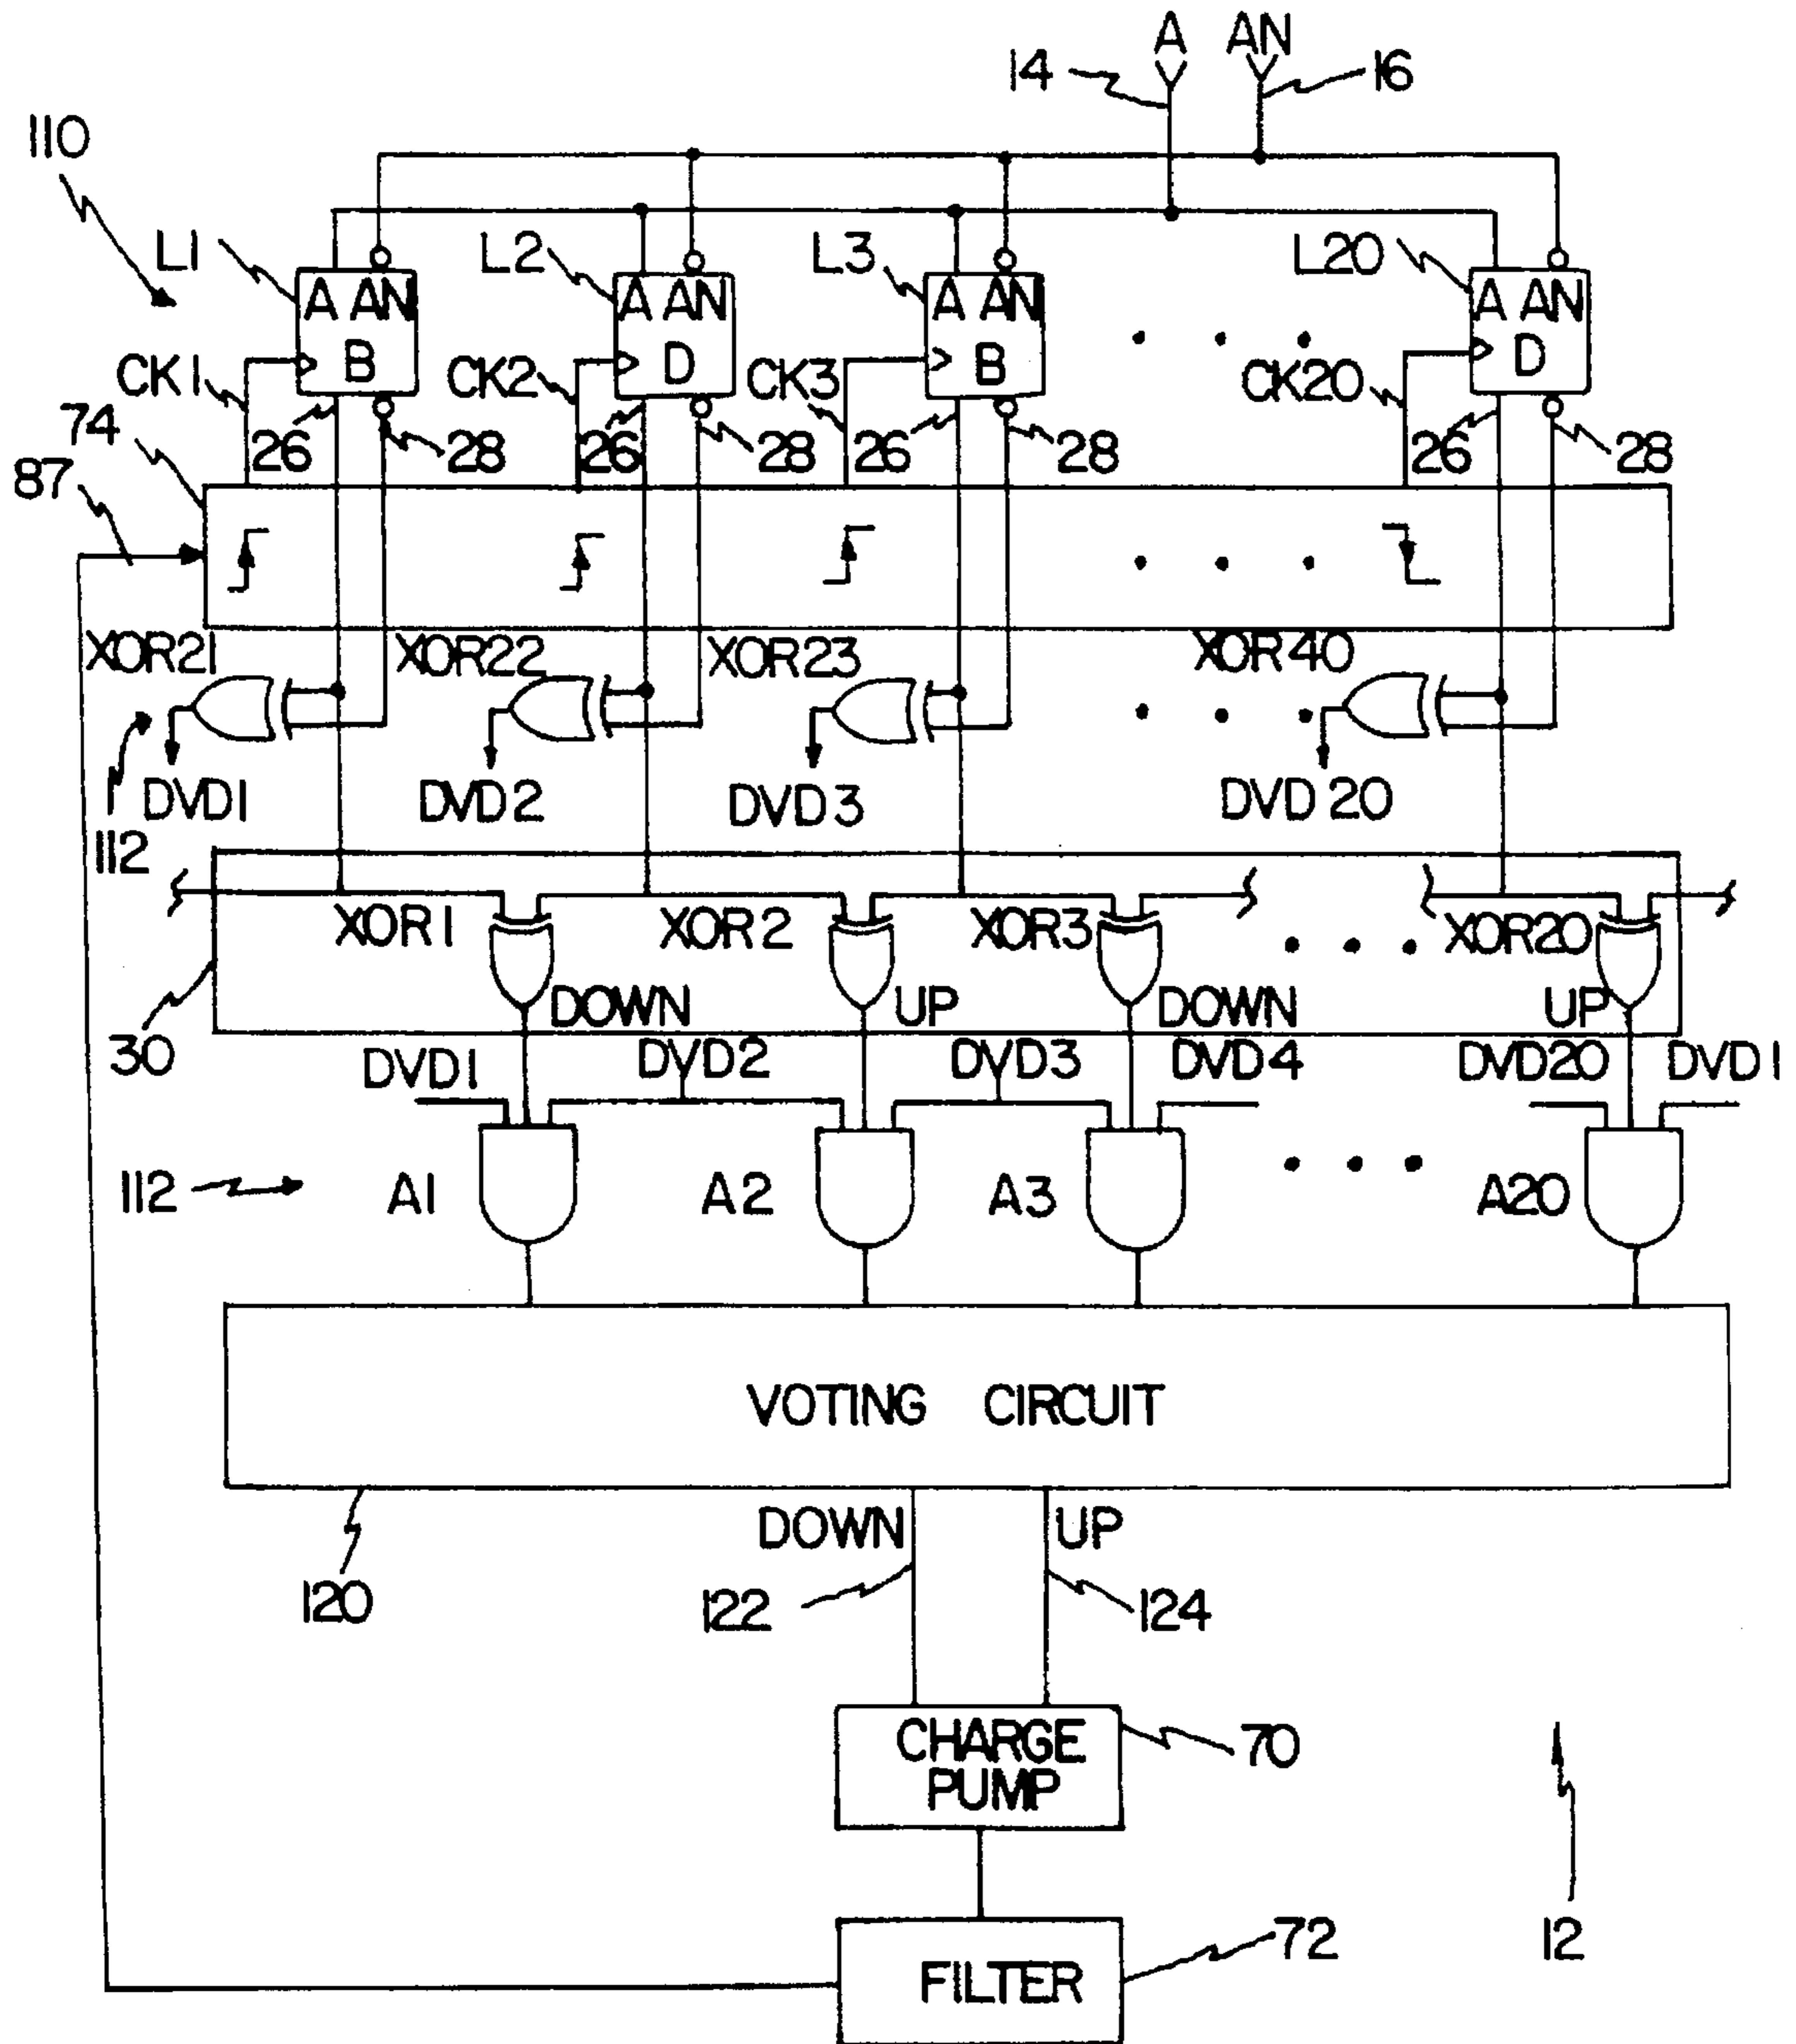 A AN
14 16
110
L1 L2 L3 L20
A AN A AN A AN A AN
B D B D
CK1 CK2 CK3 CK20
74
26 28 26 28 26 28 26 28
87
XOR21 XOR22 XOR23 XOR40
DVD1 DVD2 DVD3 DVD20
112
XOR1 XOR2 XOR3 XOR20
DOWN UP DOWN UP
30
DVD1 DVD2 DVD3 DVD4 DVD20 DVD1
112 A1 A2 A3 A20
VOTING CIRCUIT
DOWN UP
120 122 124
CHARGE
PUMP
70
FILTER
72
12